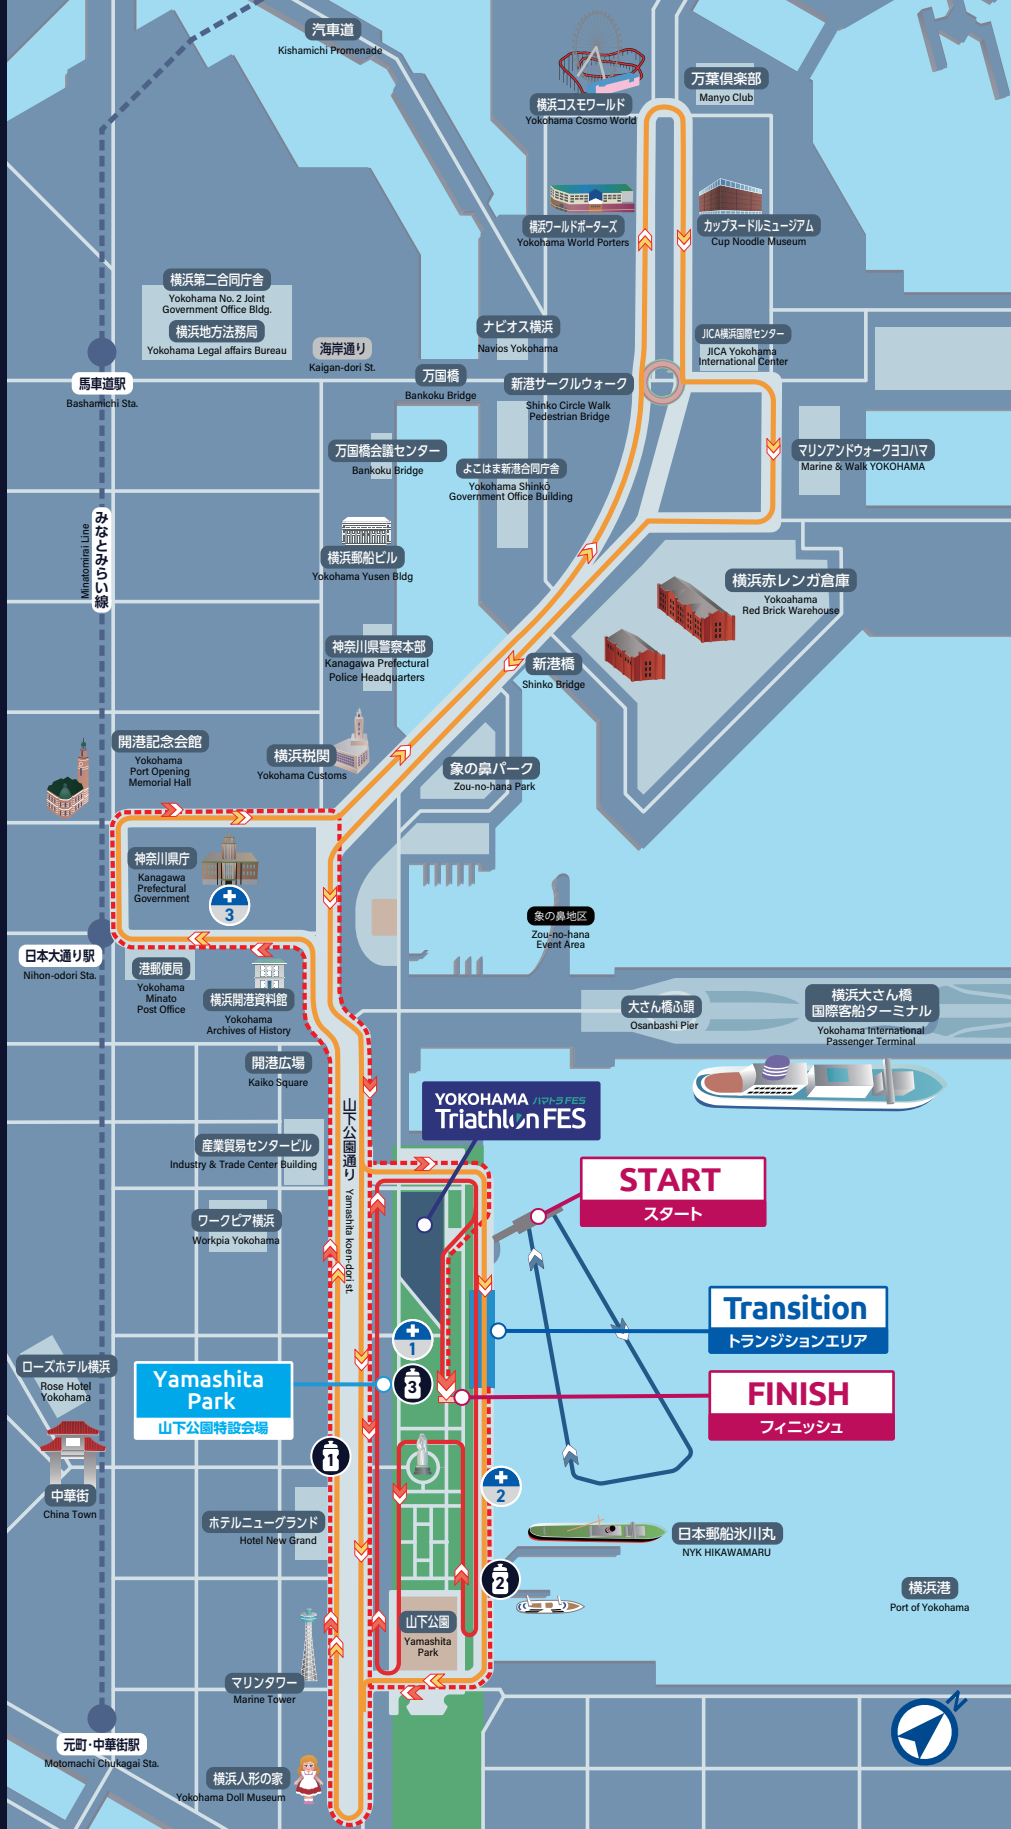 汽車道
Kishamichi Promenade
横浜コスモワールド
Yokohama Cosmo World
万葉倶楽部
Manyo Club
横浜ワールドポーターズ
Yokohama World Porters
カップヌードルミュージアム
Cup Noodle Museum
横浜第二合同庁舎
Yokohama No. 2 Joint
Government Office Bldg.
横浜地方法務局
Yokohama Legal affairs Bureau
海岸通り
Kaigan-dori St.
ナビオス横浜
Navios Yokohama
JICA横浜国際センター
JICA Yokohama
International Center
馬車道駅
Bashamichi Sta.
万国橋
Bankoku Bridge
新港サークルウォーク
Shinko Circle Walk
Pedestrian Bridge
万国橋会議センター
Bankoku Bridge
よこはま新港合同庁舎
Yokohama Shinko
Government Office Building
マリンアンドウォークヨコハマ
Marine & Walk YOKOHAMA
みなとみらい線
Minatomirai Line
横浜郵船ビル
Yokohama Yusen Bldg
横浜赤レンガ倉庫
Yokoahama
Red Brick Warehouse
神奈川県警察本部
Kanagawa Prefectural
Police Headquarters
新港橋
Shinko Bridge
開港記念会館
Yokohama
Port Opening
Memorial Hall
横浜税関
Yokohama Customs
象の鼻パーク
Zou-no-hana Park
神奈川県庁
Kanagawa
Prefectural
Government
3
象の鼻地区
Zou-no-hana
Event Area
日本大通り駅
Nihon-odori Sta.
港郵便局
Yokohama
Minato
Post Office
横浜開港資料館
Yokohama
Archives of History
大さん橋ふ頭
Osanbashi Pier
横浜大さん橋
国際客船ターミナル
Yokohama International
Passenger Terminal
開港広場
Kaiko Square
YOKOHAMA ハマトラFES
Triathlon FES
山下公園通り
Yamashita koen-dori st.
産業貿易センタービル
Industry & Trade Center Building
START
スタート
ワークピア横浜
Workpia Yokohama
Transition
トランジションエリア
1
3
ローズホテル横浜
Rose Hotel
Yokohama
Yamashita
Park
山下公園特設会場
FINISH
フィニッシュ
1
中華街
China Town
2
ホテルニューグランド
Hotel New Grand
日本郵船氷川丸
NYK HIKAWAMARU
2
横浜港
Port of Yokohama
山下公園
Yamashita
Park
マリンタワー
Marine Tower
N
元町・中華街駅
Motomachi Chukagai Sta.
横浜人形の家
Yokohama Doll Museum